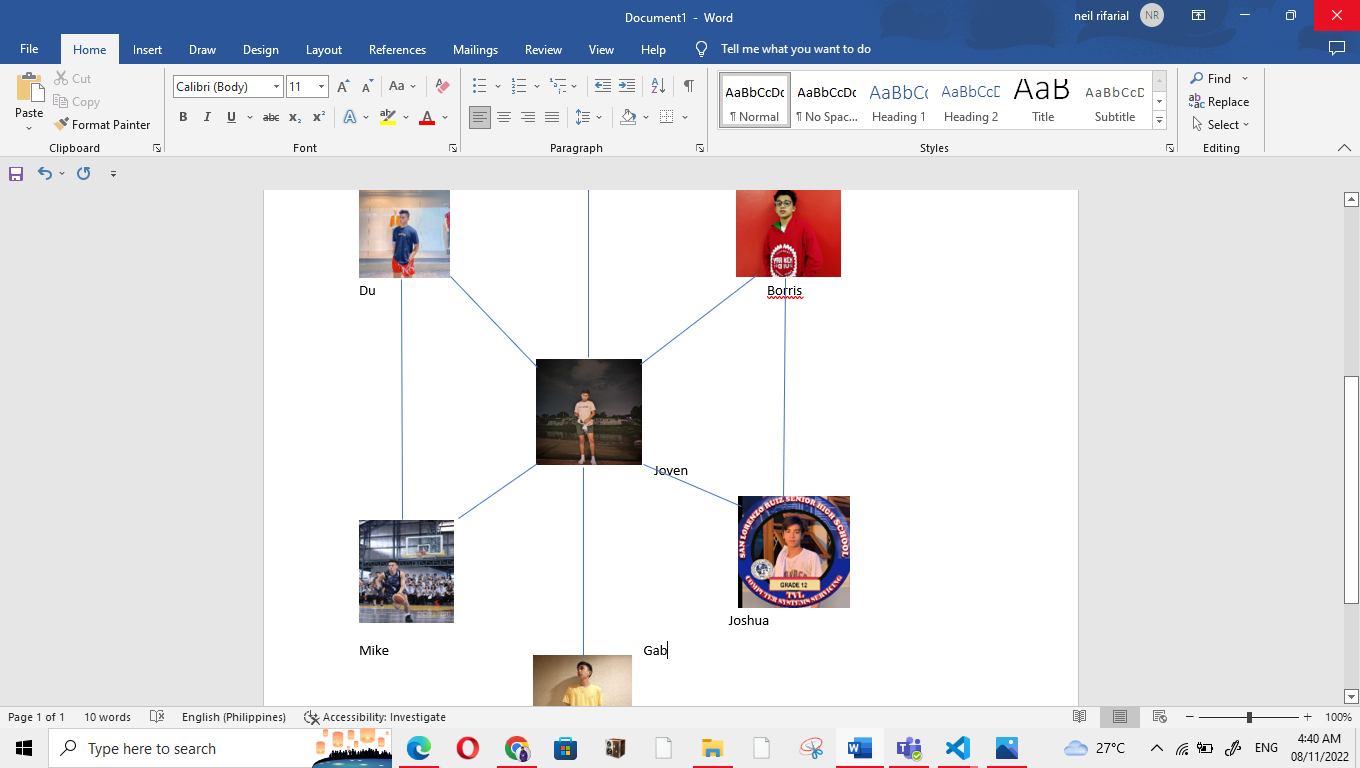 Document1 - Word
neil rifarial
NR
File Home Insert Draw Design Layout References Mailings Review View Help Tell me what you want to do
Paste
Cut
Copy
Format Painter
Clipboard
Calibri (Body) 11
Font
Paragraph
AaBbCcDc AaBbCcDc AaBbCc AaBbCcD AaB AaBbCcD
¶ Normal ¶ No Spac... Heading 1 Heading 2 Title Subtitle
Styles
Find
Replace
Select
Editing
Du
Borris
Joven
SAN LORENZO RUIZ SENIOR HIGH SCHOOL
GRADE 12
TVL
COMPUTER SYSTEMS SERVICING
Joshua
Mike
Gab
Page 1 of 1 10 words English (Philippines) Accessibility: Investigate 100%
Type here to search
27°C ENG
4:40 AM
08/11/2022